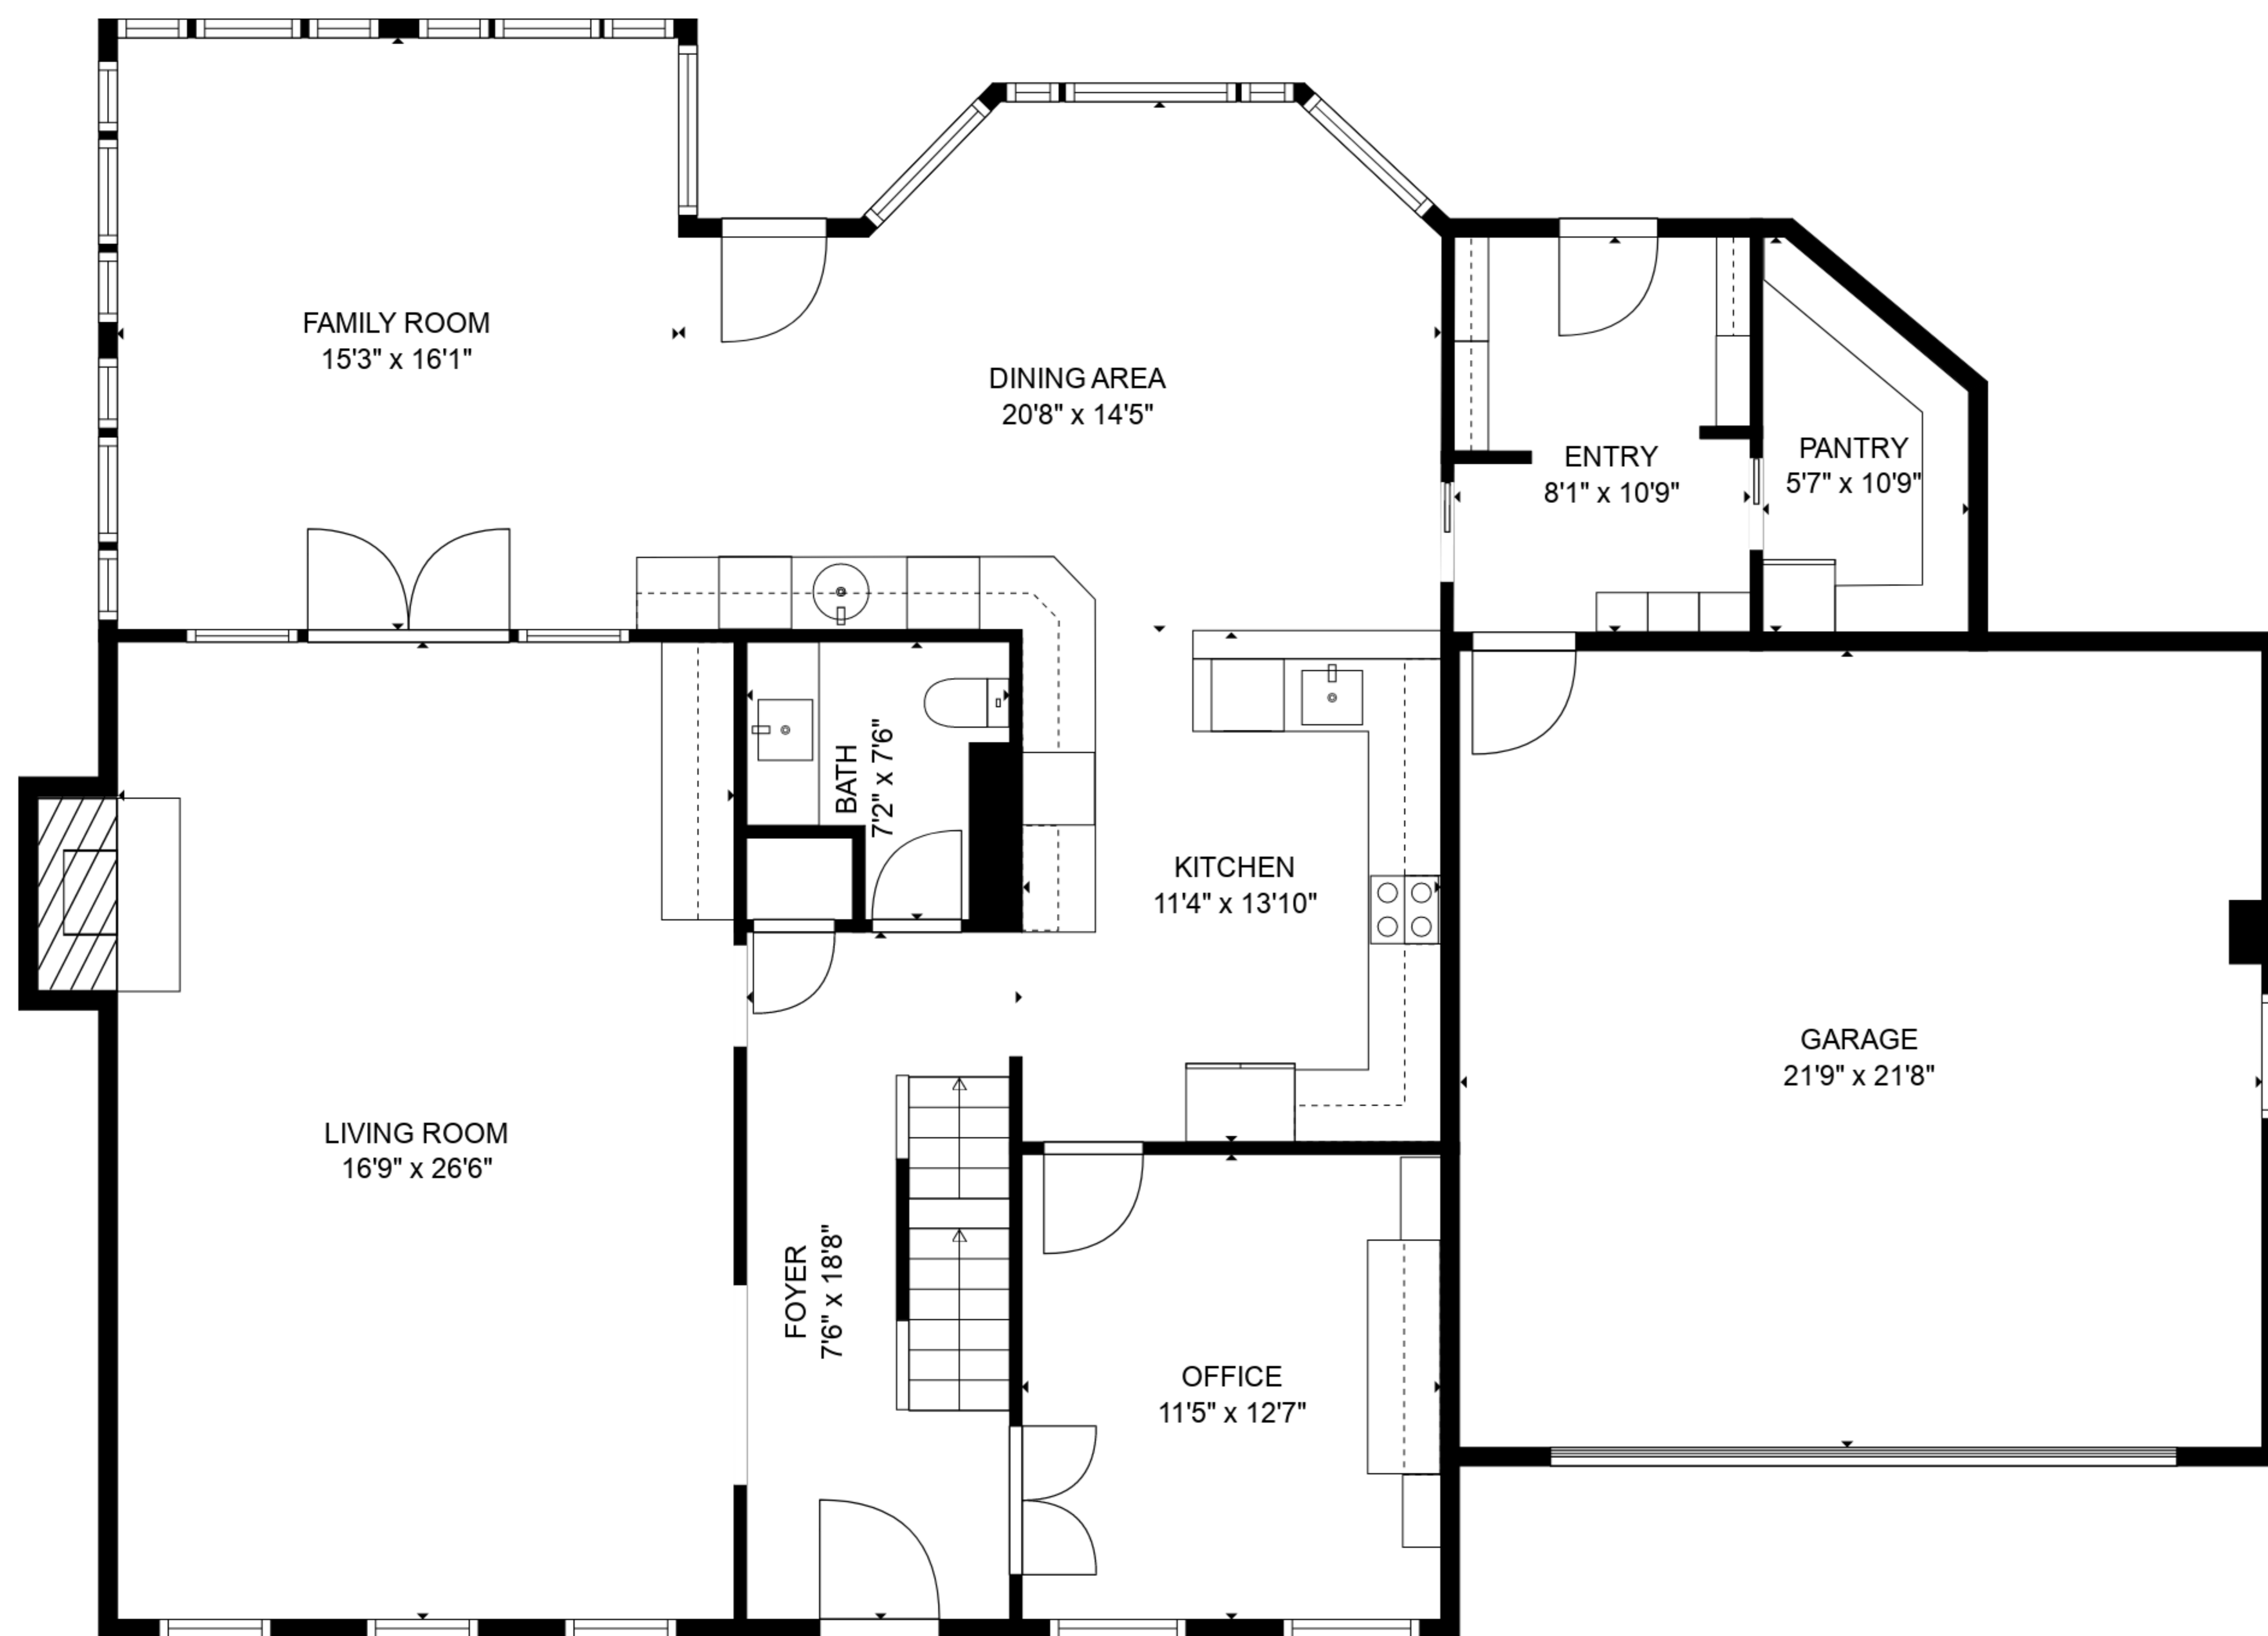 FAMILY ROOM
15'3" x 16'1"
DINING AREA
20'8" x 14'5"
ENTRY
8'1" x 10'9"
PANTRY
5'7" x 10'9"
BATH
7'2" x 7'6"
KITCHEN
11'4" x 13'10"
GARAGE
21'9" x 21'8"
LIVING ROOM
16'9" x 26'6"
FOYER
7'6" x 18'8"
OFFICE
11'5" x 12'7"